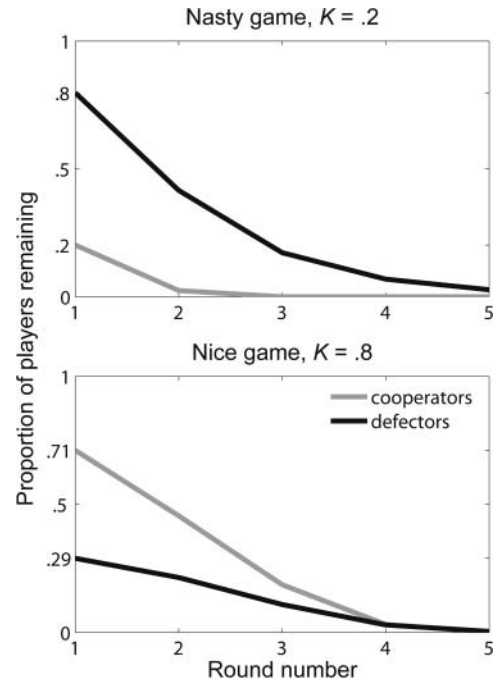 Nasty game, K = .2
1
.8
.5
.2
0
1 2 3 4 5
Proportion of players remaining
Nice game, K = .8
1
.71
.5
.29
0
cooperators
defectors
1 2 3 4 5
Round number